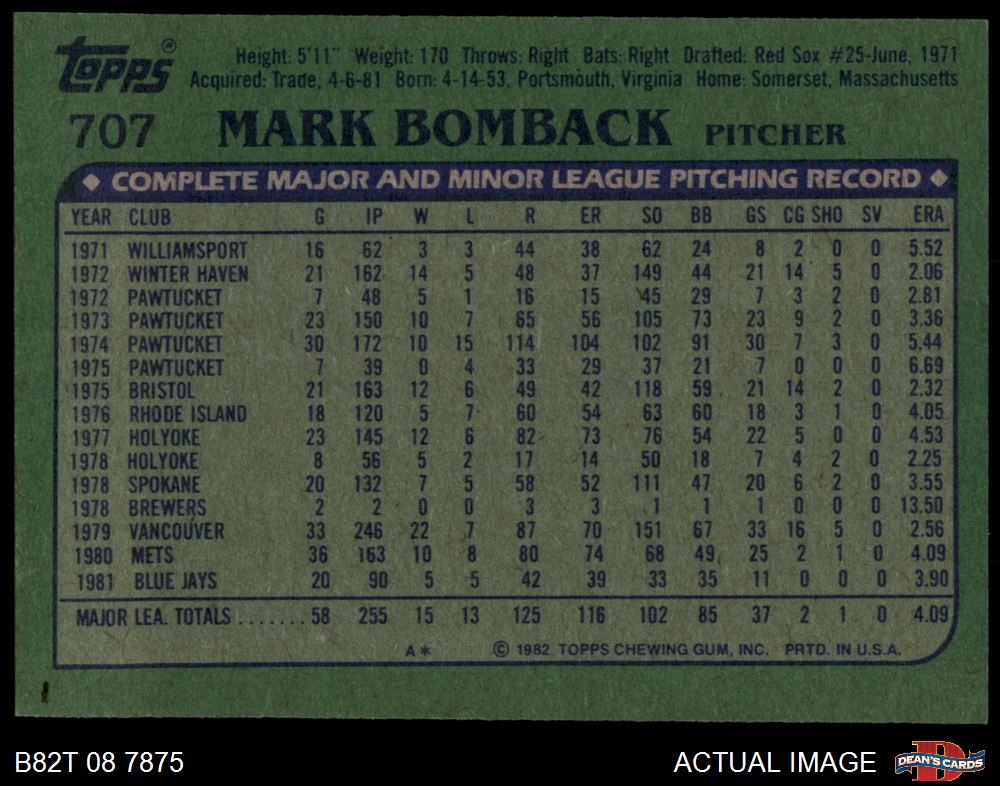 Topps®
Height: 5'11" Weight: 170 Throws: Right Bats: Right Drafted: Red Sox #25-June, 1971
Acquired: Trade, 4-6-81 Born: 4-14-53, Portsmouth, Virginia Home: Somerset, Massachusetts
707 MARK BOMBACK PITCHER
◆ COMPLETE MAJOR AND MINOR LEAGUE PITCHING RECORD ◆
YEAR CLUB G IP W L R ER SO BB GS CG SHO SV ERA
1971 WILLIAMSPORT 16 62 3 3 44 38 62 24 8 2 0 0 5.52
1972 WINTER HAVEN 21 162 14 5 48 37 149 44 21 14 5 0 2.06
1972 PAWTUCKET 7 48 5 1 16 15 45 29 7 3 2 0 2.81
1973 PAWTUCKET 23 150 10 7 65 56 105 73 23 9 2 0 3.36
1974 PAWTUCKET 30 172 10 15 114 104 102 91 30 7 3 0 5.44
1975 PAWTUCKET 7 39 0 4 33 29 37 21 7 0 0 0 6.69
1975 BRISTOL 21 163 12 6 49 42 118 59 21 14 2 0 2.32
1976 RHODE ISLAND 18 120 5 7 60 54 63 60 18 3 1 0 4.05
1977 HOLYOKE 23 145 12 6 82 73 76 54 22 5 0 0 4.53
1978 HOLYOKE 8 56 5 2 17 14 50 18 7 4 2 0 2.25
1978 SPOKANE 20 132 7 5 58 52 111 47 20 6 2 0 3.55
1978 BREWERS 2 2 0 0 3 3 1 1 1 0 0 0 13.50
1979 VANCOUVER 33 246 22 7 87 70 151 67 33 16 5 0 2.56
1980 METS 36 163 10 8 80 74 68 49 25 2 1 0 4.09
1981 BLUE JAYS 20 90 5 5 42 39 33 35 11 0 0 0 3.90
MAJOR LEA. TOTALS ....... 58 255 15 13 125 116 102 85 37 2 1 0 4.09
A* © 1982 TOPPS CHEWING GUM, INC. PRTD. IN U.S.A.
B82T 08 7875 ACTUAL IMAGE D DEAN'S CARDS